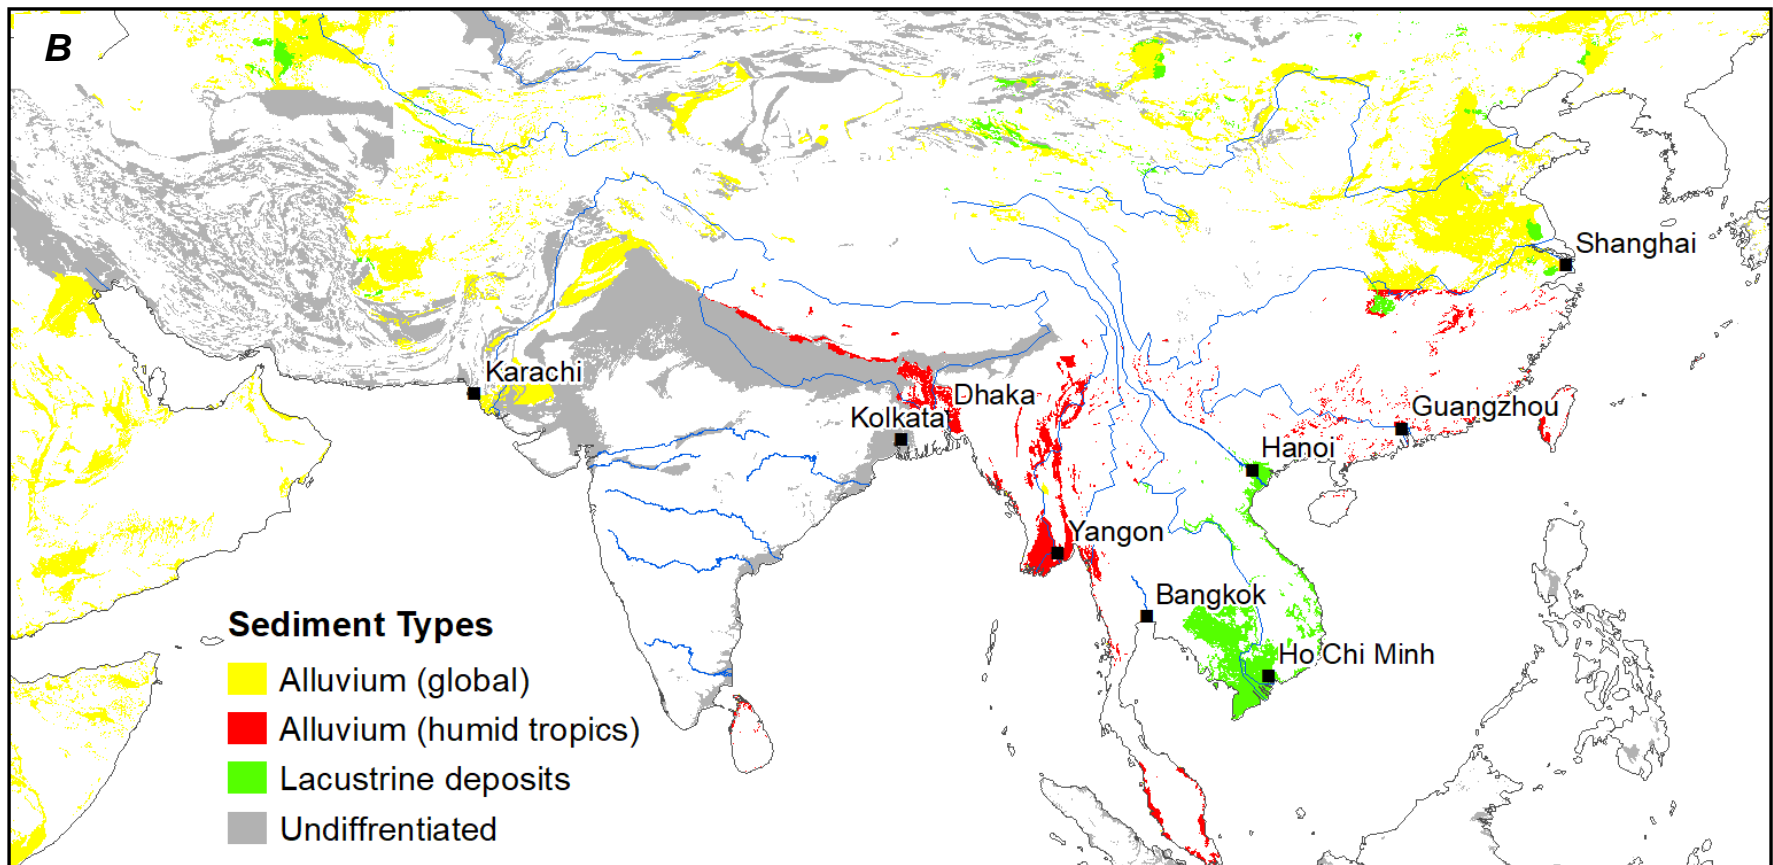 B
Shanghai
Karachi
Dhaka
Kolkata
Guangzhou
Hanoi
Yangon
Bangkok
Ho Chi Minh
Sediment Types
Alluvium (global)
Alluvium (humid tropics)
Lacustrine deposits
Undiffrentiated